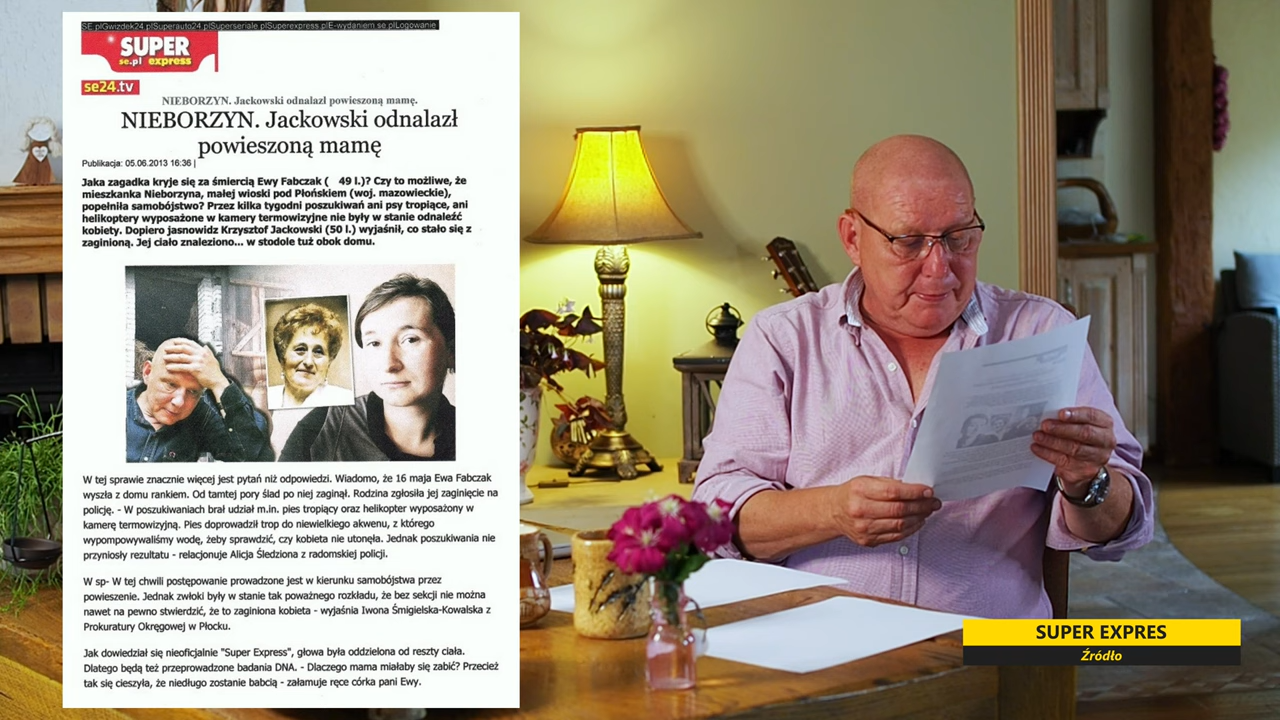 SE.plGwizdek24.plSuperauto24.plSuperseriale.plSuperexpress.plE-wydaniem se.plLogowanie
SUPER
se.pl express
se24.tv
NIEBORZYN. Jackowski odnalazł powieszoną mamę.
NIEBORZYN. Jackowski odnalazł
powieszoną mamę
Publikacja: 05.06.2013 16:36 |
Jaka zagadka kryje się za śmiercią Ewy Fabczak ( 49 l.)? Czy to możliwe, że
mieszkanka Nieborzyna, małej wioski pod Płońskiem (woj. mazowieckie),
popełniła samobójstwo? Przez kilka tygodni poszukiwań ani psy tropiące, ani
helikoptery wyposażone w kamery termowizyjne nie były w stanie odnaleźć
kobiety. Dopiero jasnowidz Krzysztof Jackowski (50 l.) wyjaśnił, co stało się z
zaginioną. Jej ciało znaleziono... w stodole tuż obok domu.
W tej sprawie znacznie więcej jest pytań niż odpowiedzi. Wiadomo, że 16 maja Ewa Fabczak
wyszła z domu rankiem. Od tamtej pory ślad po niej zaginął. Rodzina zgłosiła jej zaginięcie na
policję. - W poszukiwaniach brał udział m.in. pies tropiący oraz helikopter wyposażony w
kamerę termowizyjną. Pies doprowadził trop do niewielkiego akwenu, z którego
wypompowywaliśmy wodę, żeby sprawdzić, czy kobieta nie utonęła. Jednak poszukiwania nie
przyniosły rezultatu - relacjonuje Alicja Śledziona z radomskiej policji.
W sp- W tej chwili postępowanie prowadzone jest w kierunku samobójstwa przez
powieszenie. Jednak zwłoki były w stanie tak poważnego rozkładu, że bez sekcji nie można
nawet na pewno stwierdzić, że to zaginiona kobieta - wyjaśnia Iwona Śmigielska-Kowalska z
Prokuratury Okręgowej w Płocku.
Jak dowiedział się nieoficjalnie "Super Express", głowa była oddzielona od reszty ciała.
Dlatego będą też przeprowadzone badania DNA. - Dlaczego mama miałaby się zabić? Przecież
tak się cieszyła, że niedługo zostanie babcią - załamuje ręce córka pani Ewy.
SUPER EXPRES
Źródło